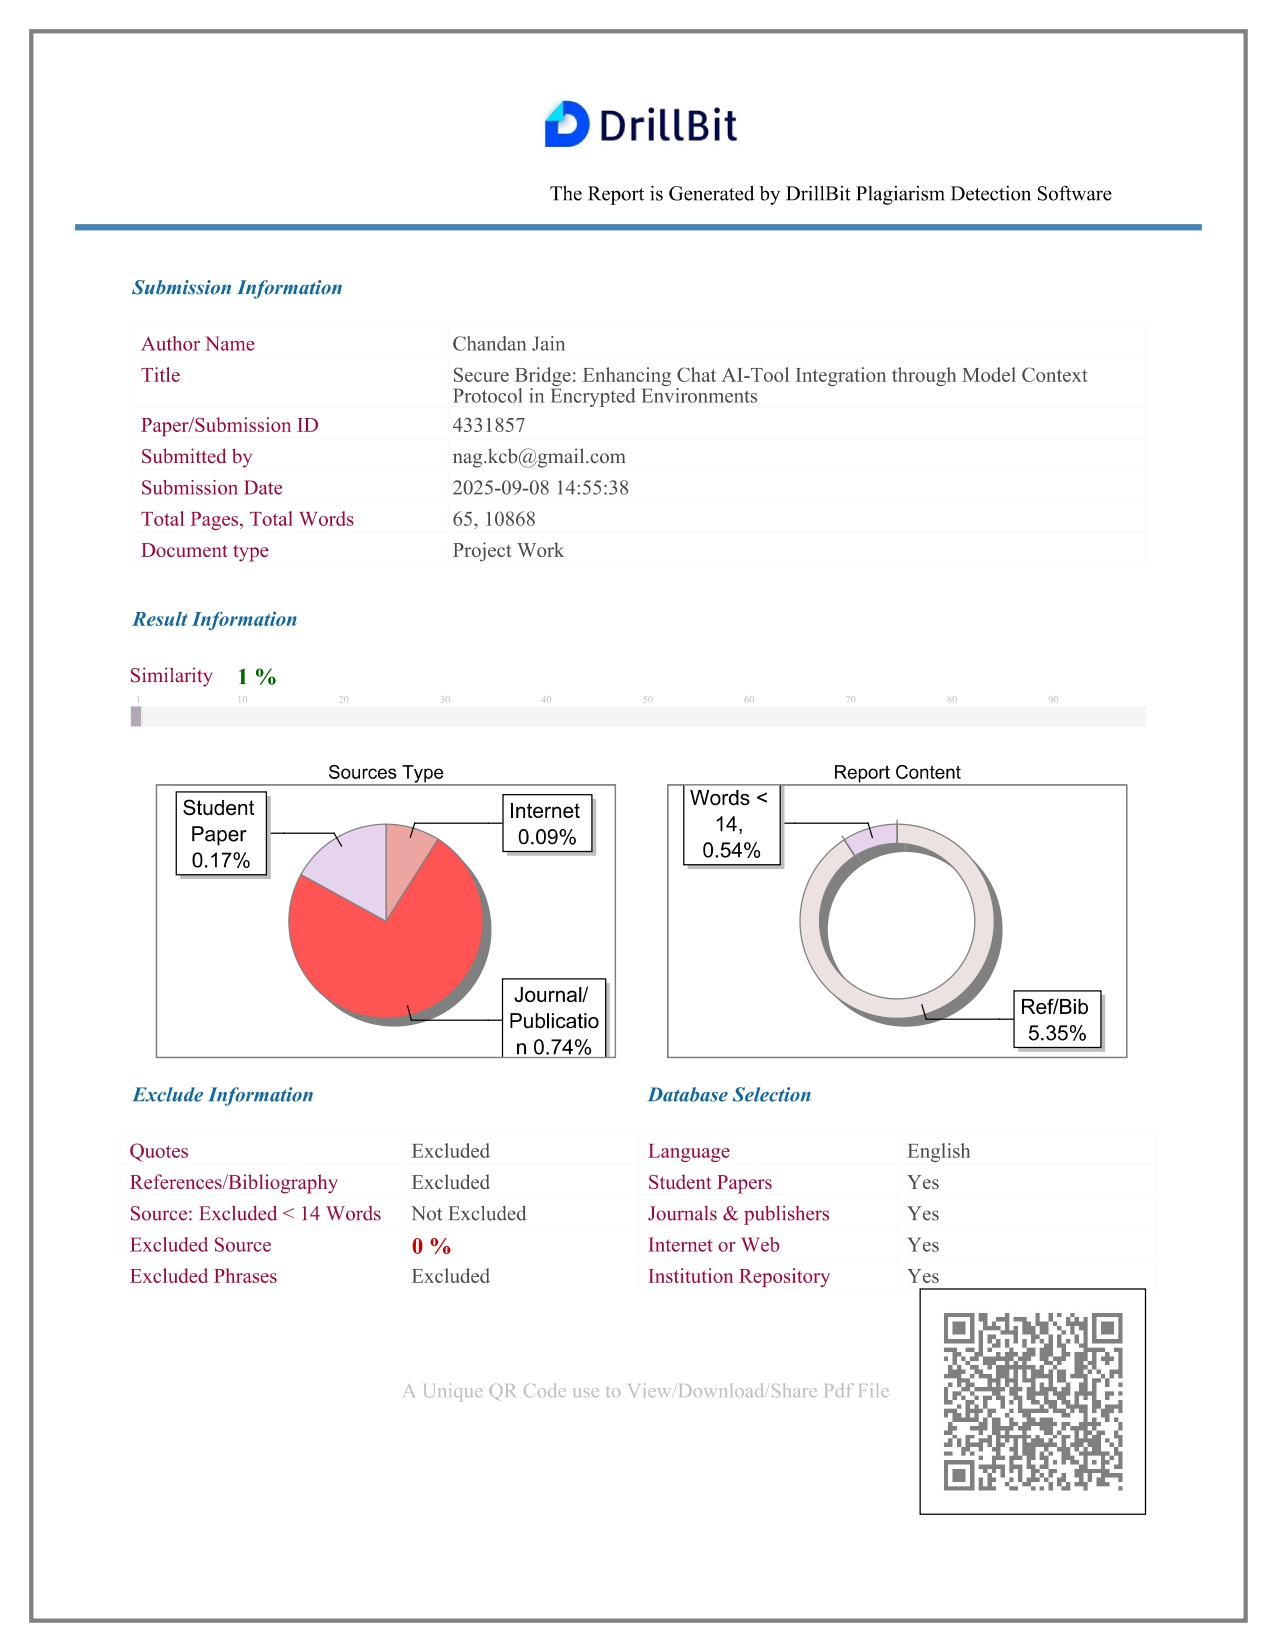 DrillBit
The Report is Generated by DrillBit Plagiarism Detection Software
Submission Information
Author Name Chandan Jain
Title Secure Bridge: Enhancing Chat AI-Tool Integration through Model Context
Protocol in Encrypted Environments
Paper/Submission ID 4331857
Submitted by nag.kcb@gmail.com
Submission Date 2025-09-08 14:55:38
Total Pages, Total Words 65, 10868
Document type Project Work
Result Information
Similarity 1 %
1 10 20 30 40 50 60 70 80 90
Sources Type
Student
Paper
0.17%
Internet
0.09%
Journal/
Publicatio
n 0.74%
Report Content
Words <
14,
0.54%
Ref/Bib
5.35%
Exclude Information
Quotes Excluded
References/Bibliography Excluded
Source: Excluded < 14 Words Not Excluded
Excluded Source 0 %
Excluded Phrases Excluded
Database Selection
Language English
Student Papers Yes
Journals & publishers Yes
Internet or Web Yes
Institution Repository Yes
A Unique QR Code use to View/Download/Share Pdf File